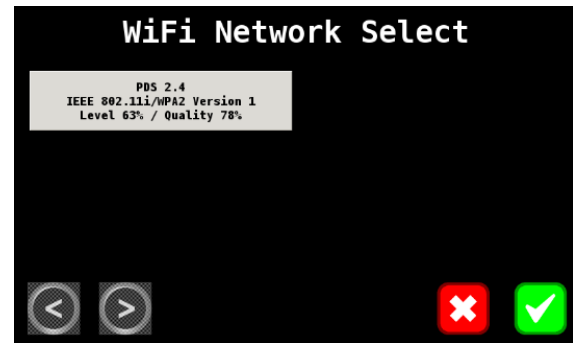 WiFi Network Select
PDS 2.4
IEEE 802.11i/WPA2 Version 1
Level 63% / Quality 78%
< >